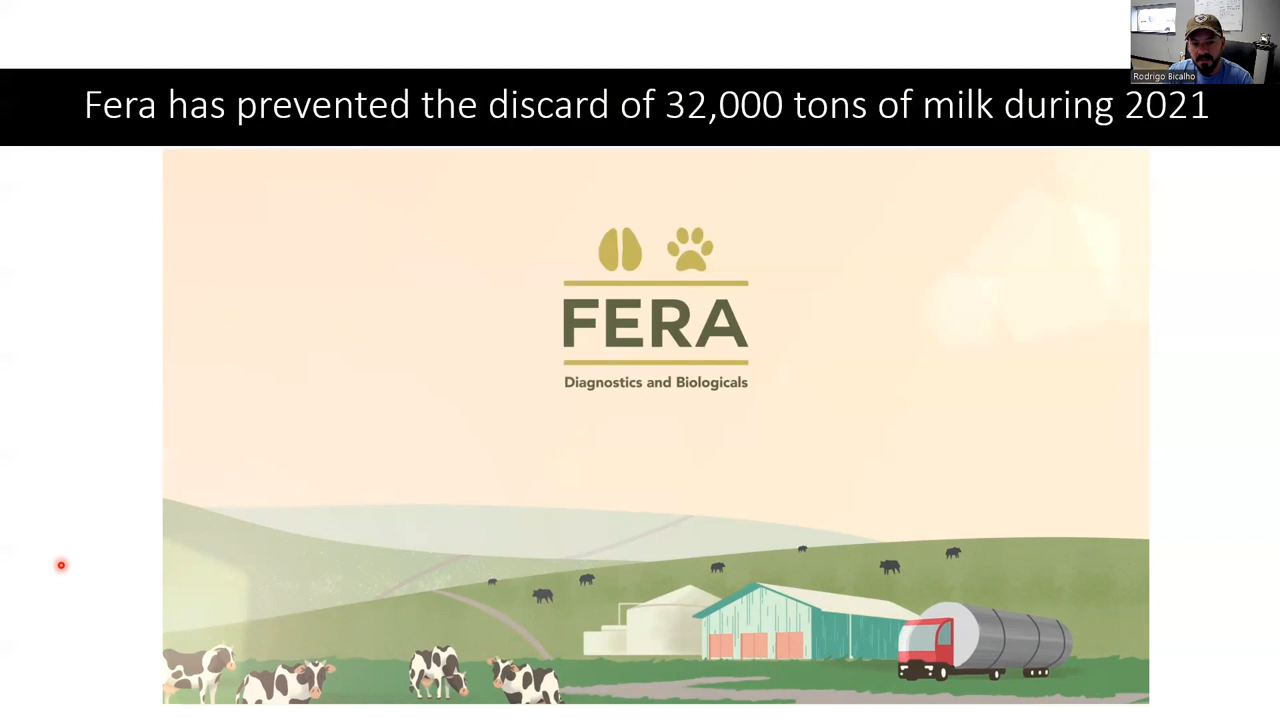 Rodrigo Bicalho
Fera has prevented the discard of 32,000 tons of milk during 2021
FERA
Diagnostics and Biologicals